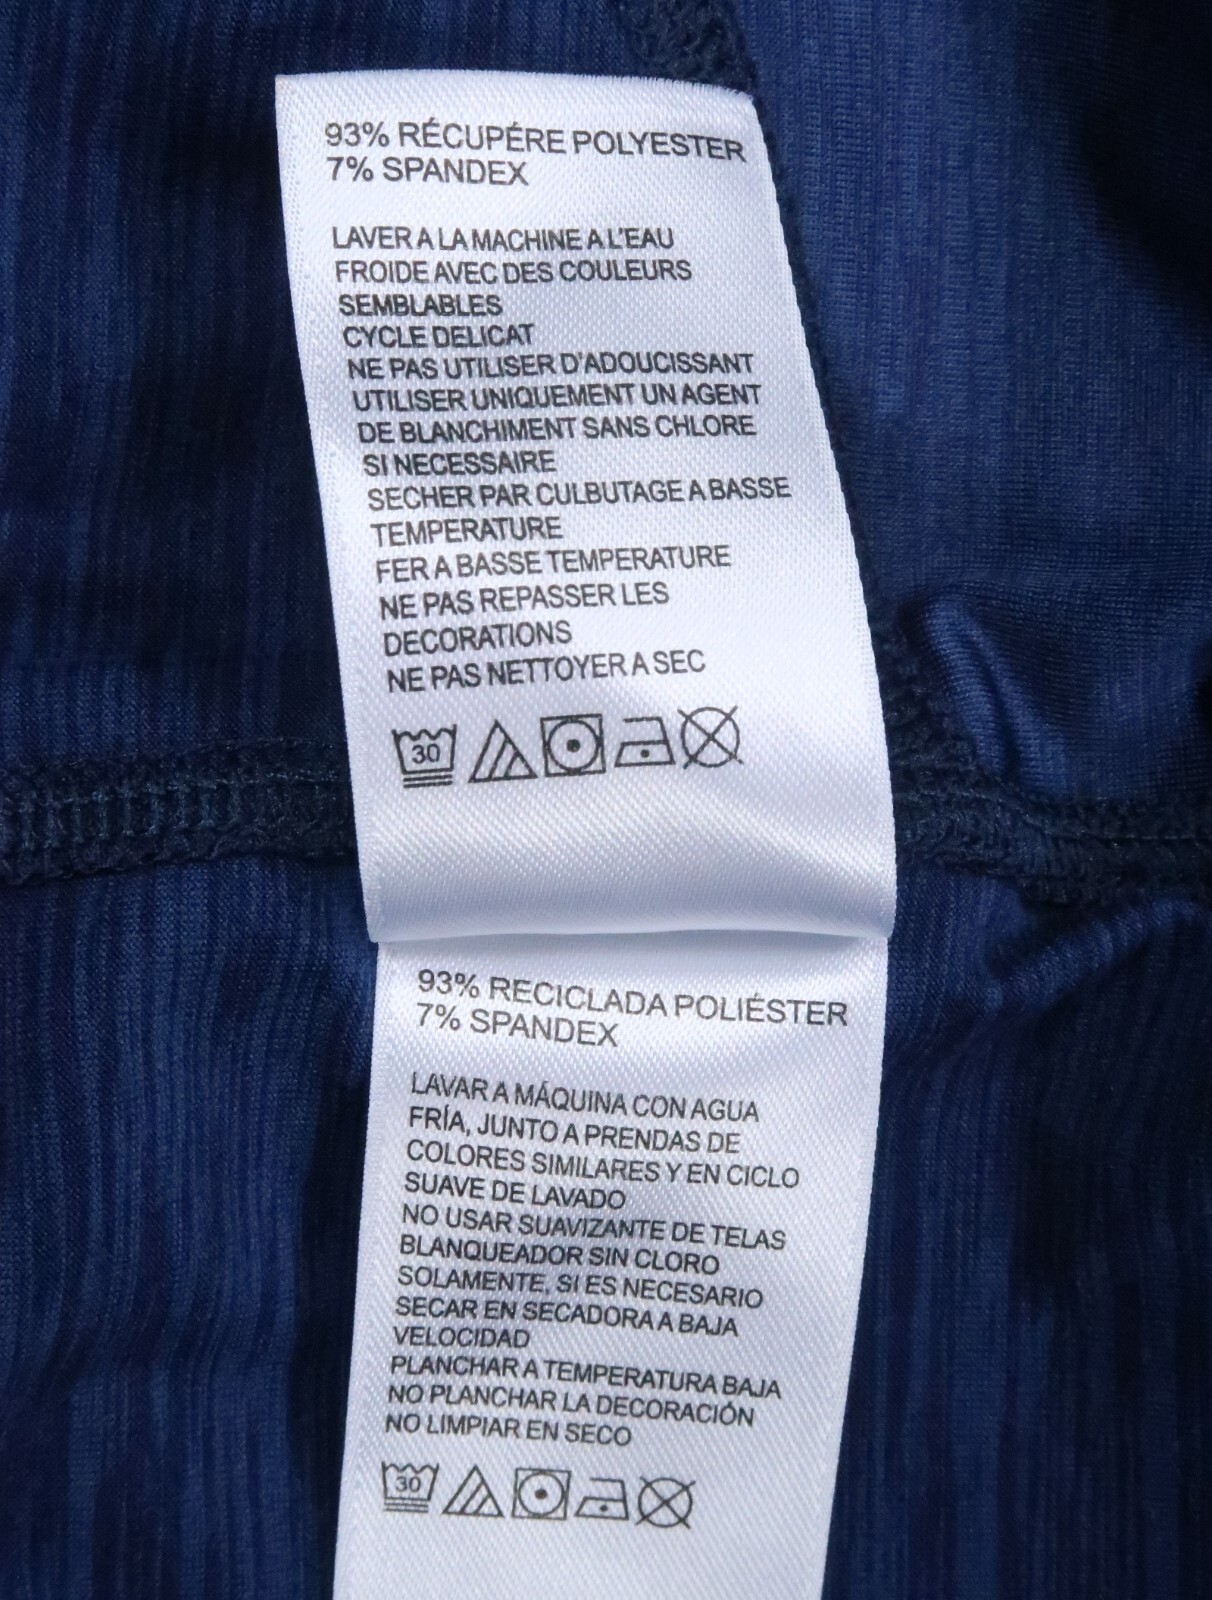 93% RÉCUPÉRE POLYESTER
7% SPANDEX
LAVER A LA MACHINE A L'EAU
FROIDE AVEC DES COULEURS
SEMBLABLES
CYCLE DELICAT
NE PAS UTILISER D'ADOUCISSANT
UTILISER UNIQUEMENT UN AGENT
DE BLANCHIMENT SANS CHLORE
SI NECESSAIRE
SECHER PAR CULBUTAGE A BASSE
TEMPERATURE
FER A BASSE TEMPERATURE
NE PAS REPASSER LES
DECORATIONS
NE PAS NETTOYER A SEC
30
93% RECICLADA POLIÉSTER
7% SPANDEX
LAVAR A MÁQUINA CON AGUA
FRÍA, JUNTO A PRENDAS DE
COLORES SIMILARES Y EN CICLO
SUAVE DE LAVADO
NO USAR SUAVIZANTE DE TELAS
BLANQUEADOR SIN CLORO
SOLAMENTE, SI ES NECESARIO
SECAR EN SECADORA A BAJA
VELOCIDAD
PLANCHAR A TEMPERATURA BAJA
NO PLANCHAR LA DECORACIÓN
NO LIMPIAR EN SECO
30